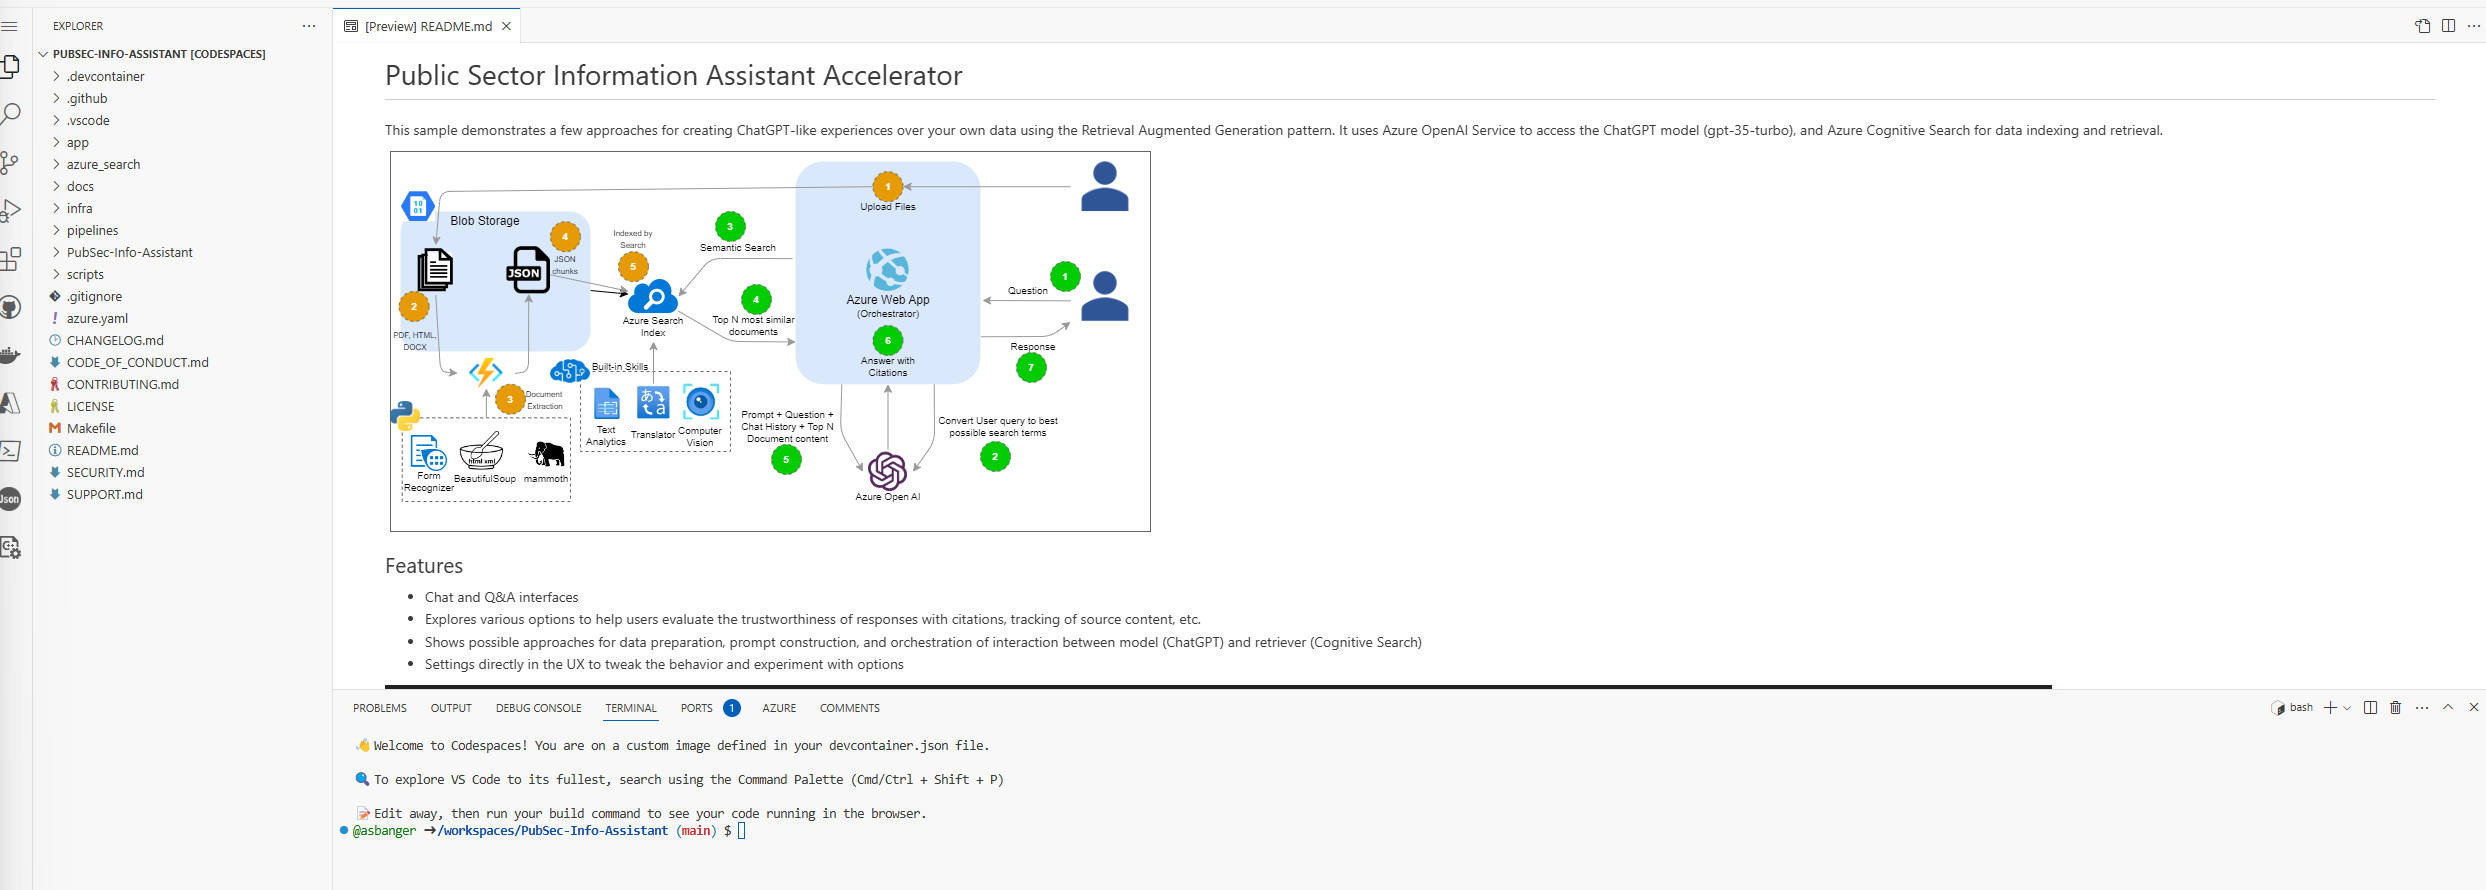 EXPLORER
PUBSEC-INFO-ASSISTANT [CODESPACES]
.devcontainer
.github
.vscode
app
azure_search
docs
infra
pipelines
PubSec-Info-Assistant
scripts
.gitignore
azure.yaml
CHANGELOG.md
CODE_OF_CONDUCT.md
CONTRIBUTING.md
LICENSE
Makefile
README.md
SECURITY.md
SUPPORT.md
Json
[Preview] README.md
Public Sector Information Assistant Accelerator
This sample demonstrates a few approaches for creating ChatGPT-like experiences over your own data using the Retrieval Augmented Generation pattern. It uses Azure OpenAI Service to access the ChatGPT model (gpt-35-turbo), and Azure Cognitive Search for data indexing and retrieval.
1
Upload Files
10
01
Blob Storage
4
JSON
JSON
chunks
2
PDF, HTML,
DOCX
Indexed by
Search
5
Azure Search
Index
3
Semantic Search
4
Top N most similar
documents
Azure Web App
(Orchestrator)
6
Answer with
Citations
1
Question
Response
7
3
Document
Extraction
Form
Recognizer
html xml
BeautifulSoup
mammoth
Built-in Skills
Text
Analytics
あ
Translator
Computer
Vision
Prompt + Question +
Chat History + Top N
Document content
5
Convert User query to best
possible search terms
2
Azure Open AI
Features
Chat and Q&A interfaces
Explores various options to help users evaluate the trustworthiness of responses with citations, tracking of source content, etc.
Shows possible approaches for data preparation, prompt construction, and orchestration of interaction between model (ChatGPT) and retriever (Cognitive Search)
Settings directly in the UX to tweak the behavior and experiment with options
PROBLEMS OUTPUT DEBUG CONSOLE TERMINAL PORTS 1 AZURE COMMENTS
bash
Welcome to Codespaces! You are on a custom image defined in your devcontainer.json file.
To explore VS Code to its fullest, search using the Command Palette (Cmd/Ctrl + Shift + P)
Edit away, then run your build command to see your code running in the browser.
@asbanger ➜/workspaces/PubSec-Info-Assistant (main) $